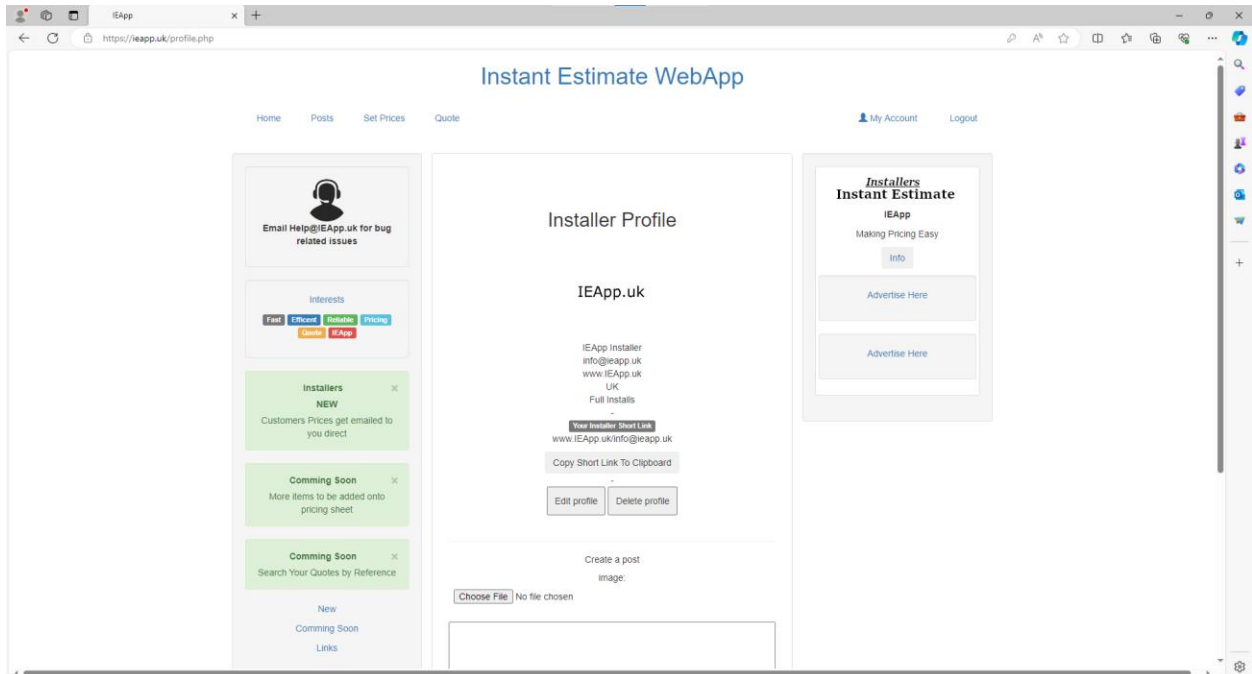 IEApp
https://ieapp.uk/profile.php
Instant Estimate WebApp
Home Posts Set Prices Quote My Account Logout
Email Help@IEApp.uk for bug
related issues
Interests
Fast Efficent Reliable Pricing
Quote IEApp
Installers ×
NEW
Customers Prices get emailed to
you direct
Comming Soon ×
More items to be added onto
pricing sheet
Comming Soon ×
Search Your Quotes by Reference
New
Comming Soon
Links
Installer Profile
IEApp.uk
IEApp Installer
info@ieapp.uk
www.IEApp.uk
UK
Full Installs
-
Your Installer Short Link
www.IEApp.uk/info@ieapp.uk
Copy Short Link To Clipboard
-
Edit profile Delete profile
Create a post
image:
Choose File No file chosen
Installers
Instant Estimate
IEApp
Making Pricing Easy
Info
Advertise Here
Advertise Here